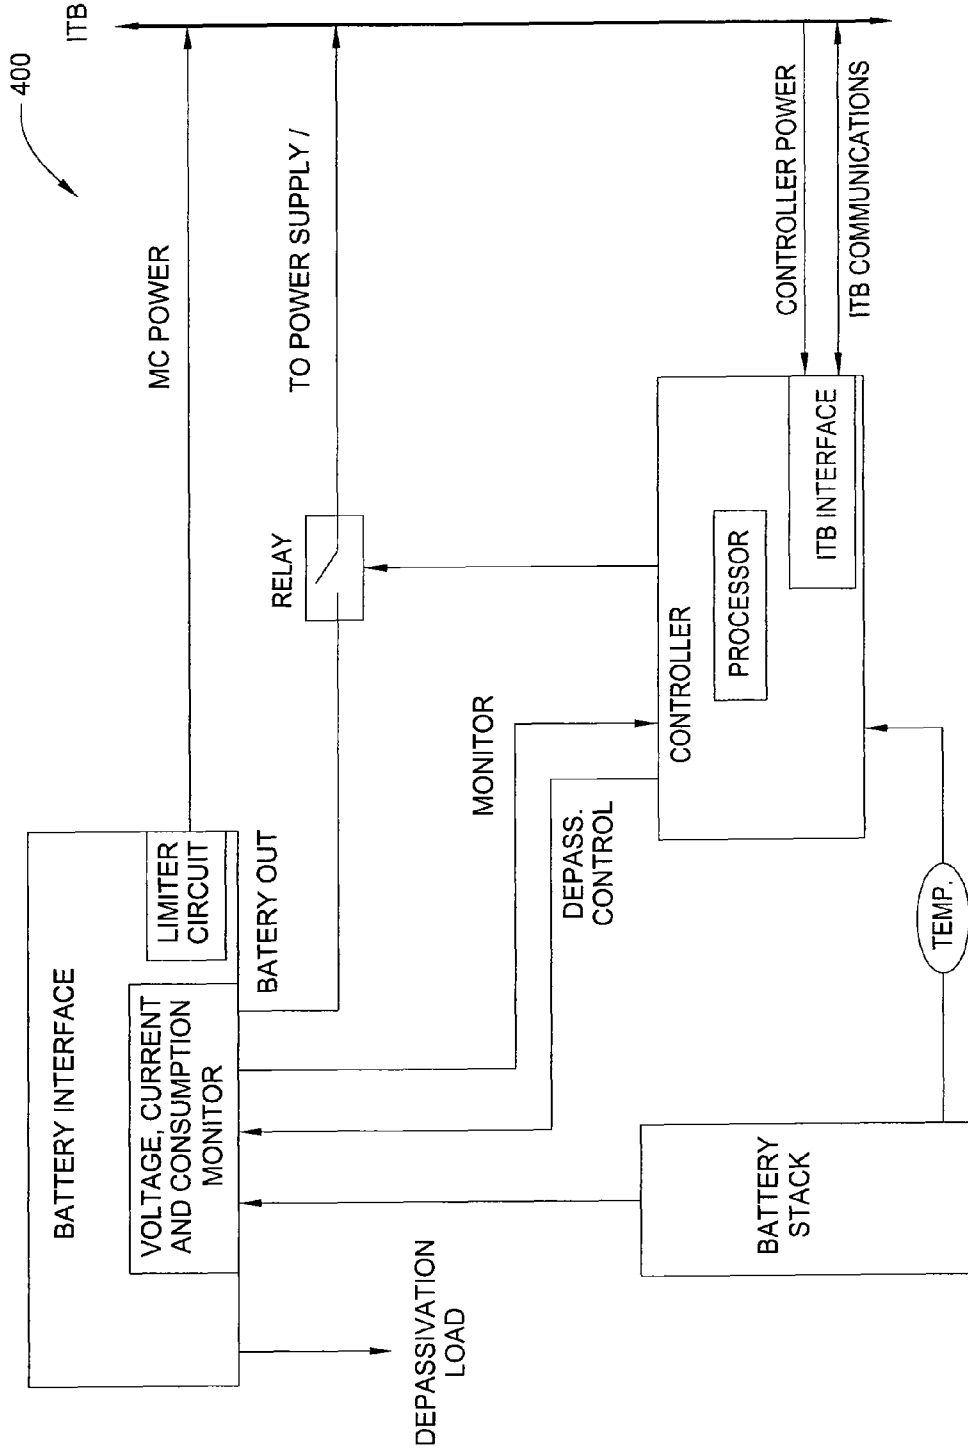 400
ITB
MC POWER
TO POWER SUPPLY /
CONTROLLER POWER
ITB COMMUNICATIONS
BATTERY INTERFACE
LIMITER
CIRCUIT
VOLTAGE, CURRENT
AND CONSUMPTION
MONITOR
BATERY OUT
RELAY
MONITOR
DEPASS.
CONTROL
CONTROLLER
PROCESSOR
ITB INTERFACE
DEPASSIVATION
LOAD
BATTERY
STACK
TEMP.